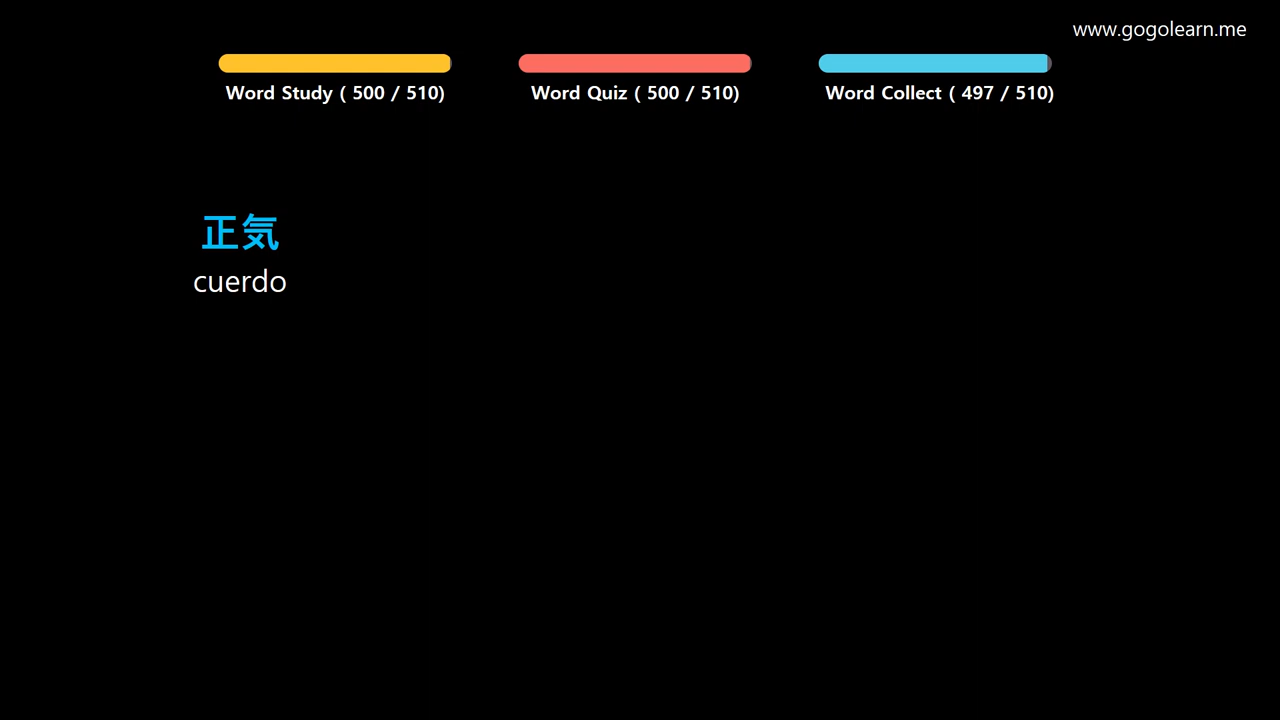 www.gogolearn.me
Word Study ( 500 / 510)
Word Quiz ( 500 / 510)
Word Collect ( 497 / 510)
正気
cuerdo